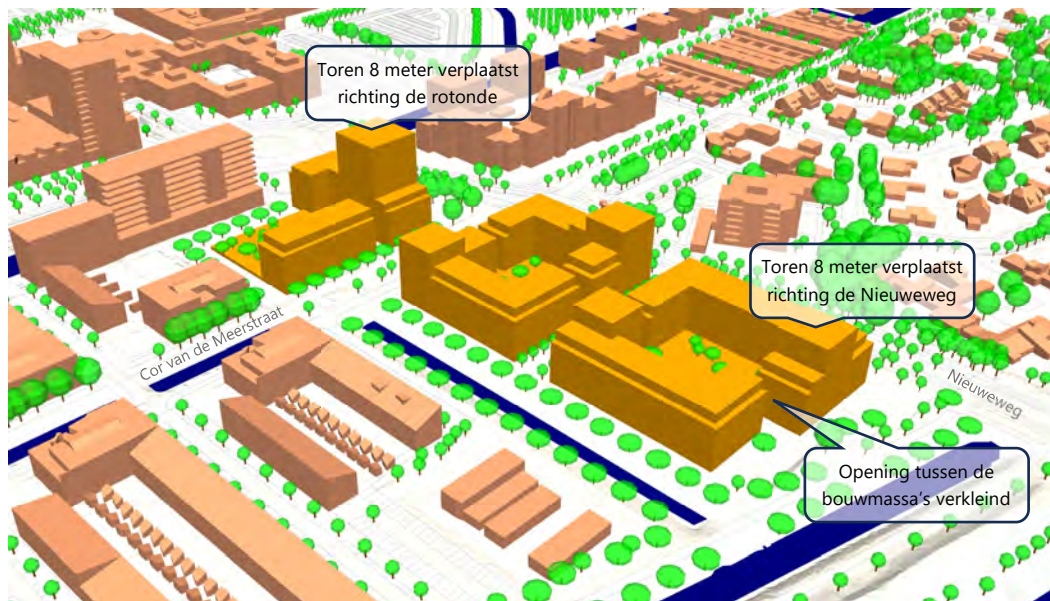 Toren 8 meter verplaatst
richting de rotonde
Toren 8 meter verplaatst
richting de Nieuweweg
Cor van de Meerstraat
Nieuweweg
Opening tussen de
bouwmassa's verkleind